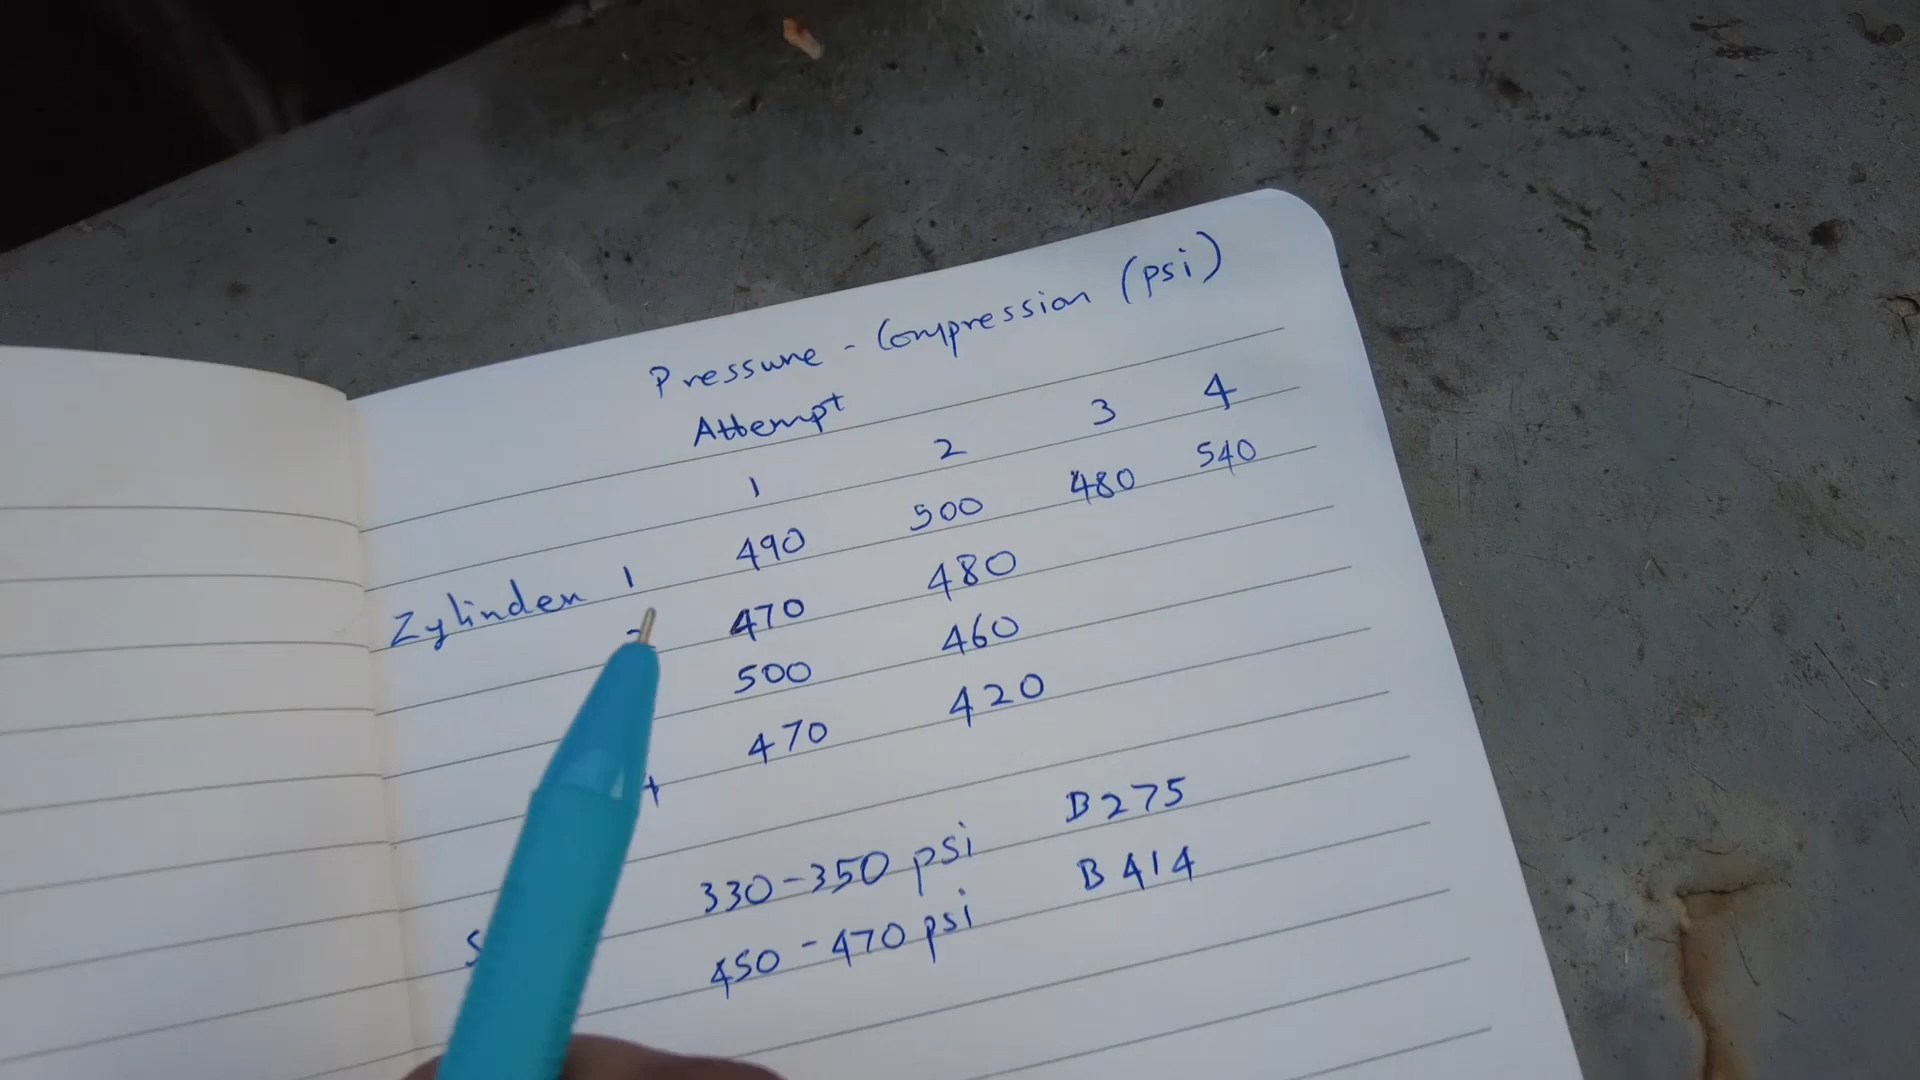 Pressure - Compression (psi)
Attempt
1 2 3 4
Zylinder 1 490 500 480 540
470 480
500 460
470 420
330-350 psi B275
450-470 psi B414